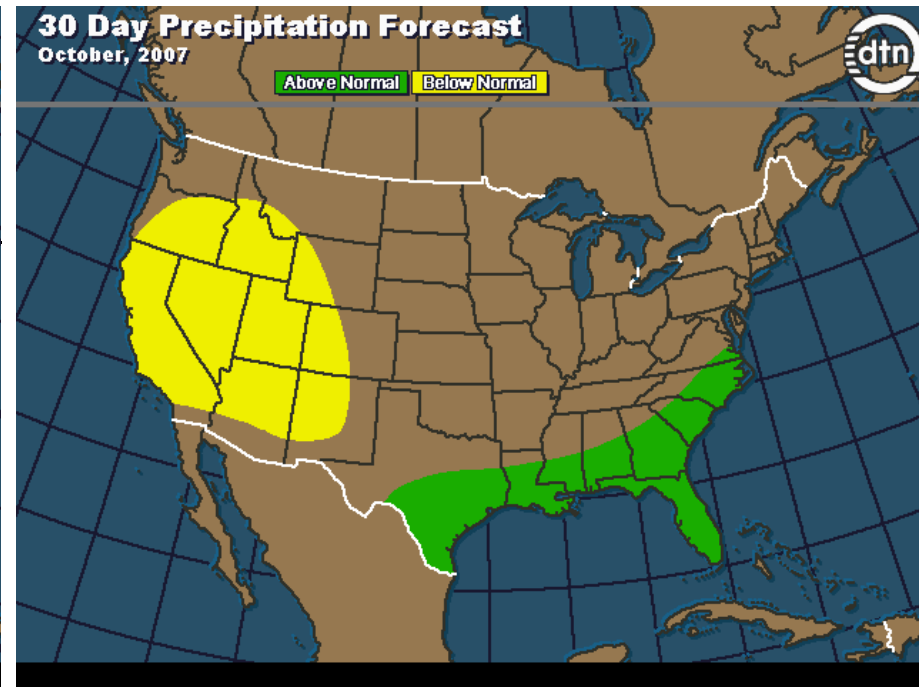 30 Day Precipitation Forecast
October, 2007
dtn
Above Normal Below Normal